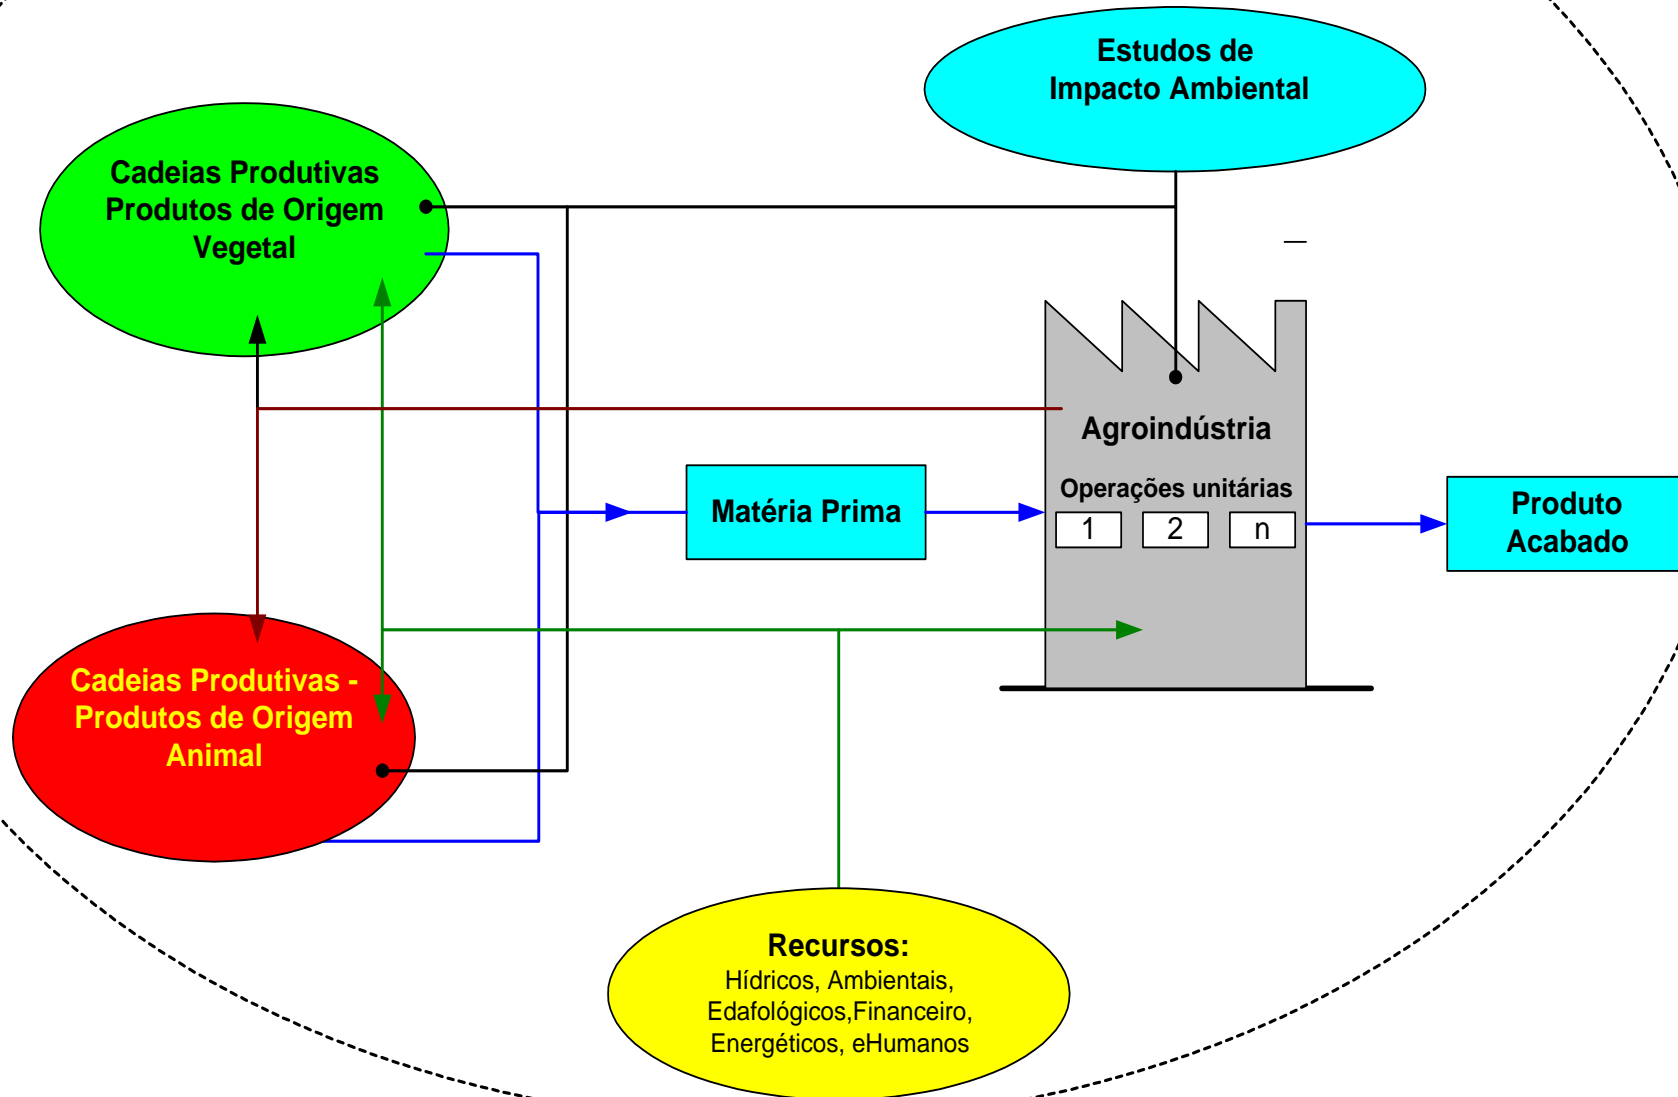 Estudos de
Impacto Ambiental
Cadeias Produtivas
Produtos de Origem
Vegetal
Agroindústria
Operações unitárias
1 2 n
Matéria Prima
Produto
Acabado
Cadeias Produtivas -
Produtos de Origem
Animal
Recursos:
Hídricos, Ambientais,
Edafológicos,Financeiro,
Energéticos, eHumanos